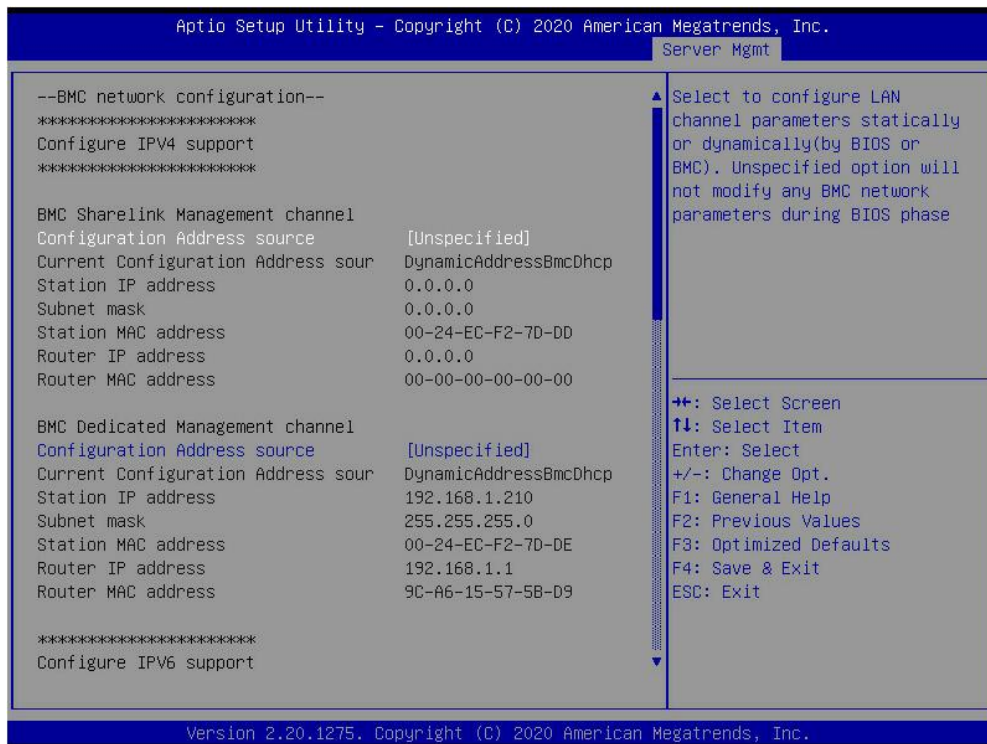 Aptio Setup Utility – Copyright (C) 2020 American Megatrends, Inc.
Server Mgmt
--BMC network configuration--
***********************
Configure IPV4 support
***********************
BMC Sharelink Management channel
Configuration Address source [Unspecified]
Current Configuration Address sour DynamicAddressBmcDhcp
Station IP address 0.0.0.0
Subnet mask 0.0.0.0
Station MAC address 00-24-EC-F2-7D-DD
Router IP address 0.0.0.0
Router MAC address 00-00-00-00-00-00
BMC Dedicated Management channel
Configuration Address source [Unspecified]
Current Configuration Address sour DynamicAddressBmcDhcp
Station IP address 192.168.1.210
Subnet mask 255.255.255.0
Station MAC address 00-24-EC-F2-7D-DE
Router IP address 192.168.1.1
Router MAC address 9C-A6-15-57-5B-D9
***********************
Configure IPV6 support
Select to configure LAN
channel parameters statically
or dynamically(by BIOS or
BMC). Unspecified option will
not modify any BMC network
parameters during BIOS phase
→←: Select Screen
↑↓: Select Item
Enter: Select
+/-: Change Opt.
F1: General Help
F2: Previous Values
F3: Optimized Defaults
F4: Save & Exit
ESC: Exit
Version 2.20.1275. Copyright (C) 2020 American Megatrends, Inc.